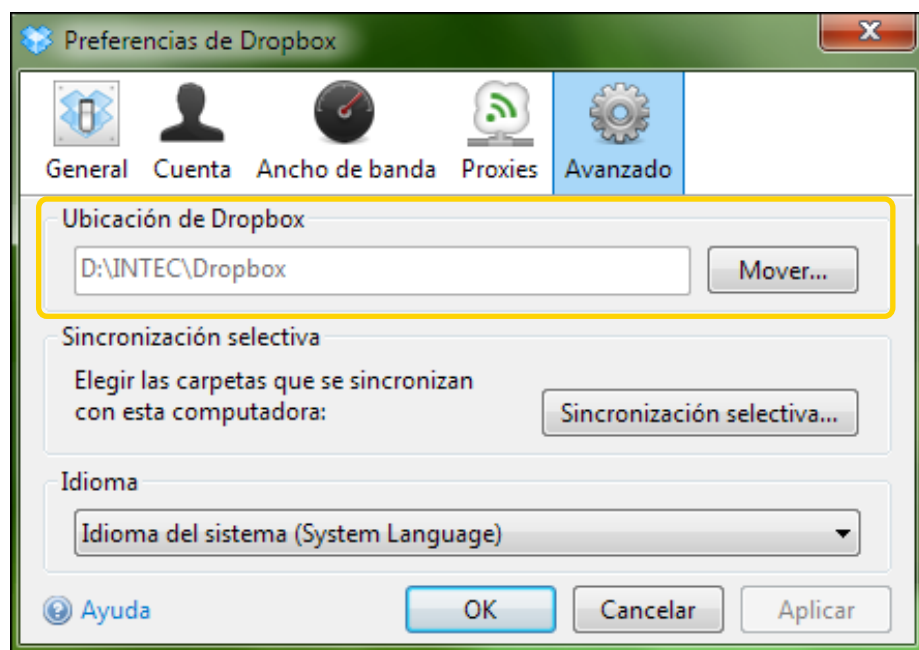 Preferencias de Dropbox
General Cuenta Ancho de banda Proxies Avanzado
Ubicación de Dropbox
D:\INTEC\Dropbox Mover...
Sincronización selectiva
Elegir las carpetas que se sincronizan
con esta computadora: Sincronización selectiva...
Idioma
Idioma del sistema (System Language)
Ayuda OK Cancelar Aplicar